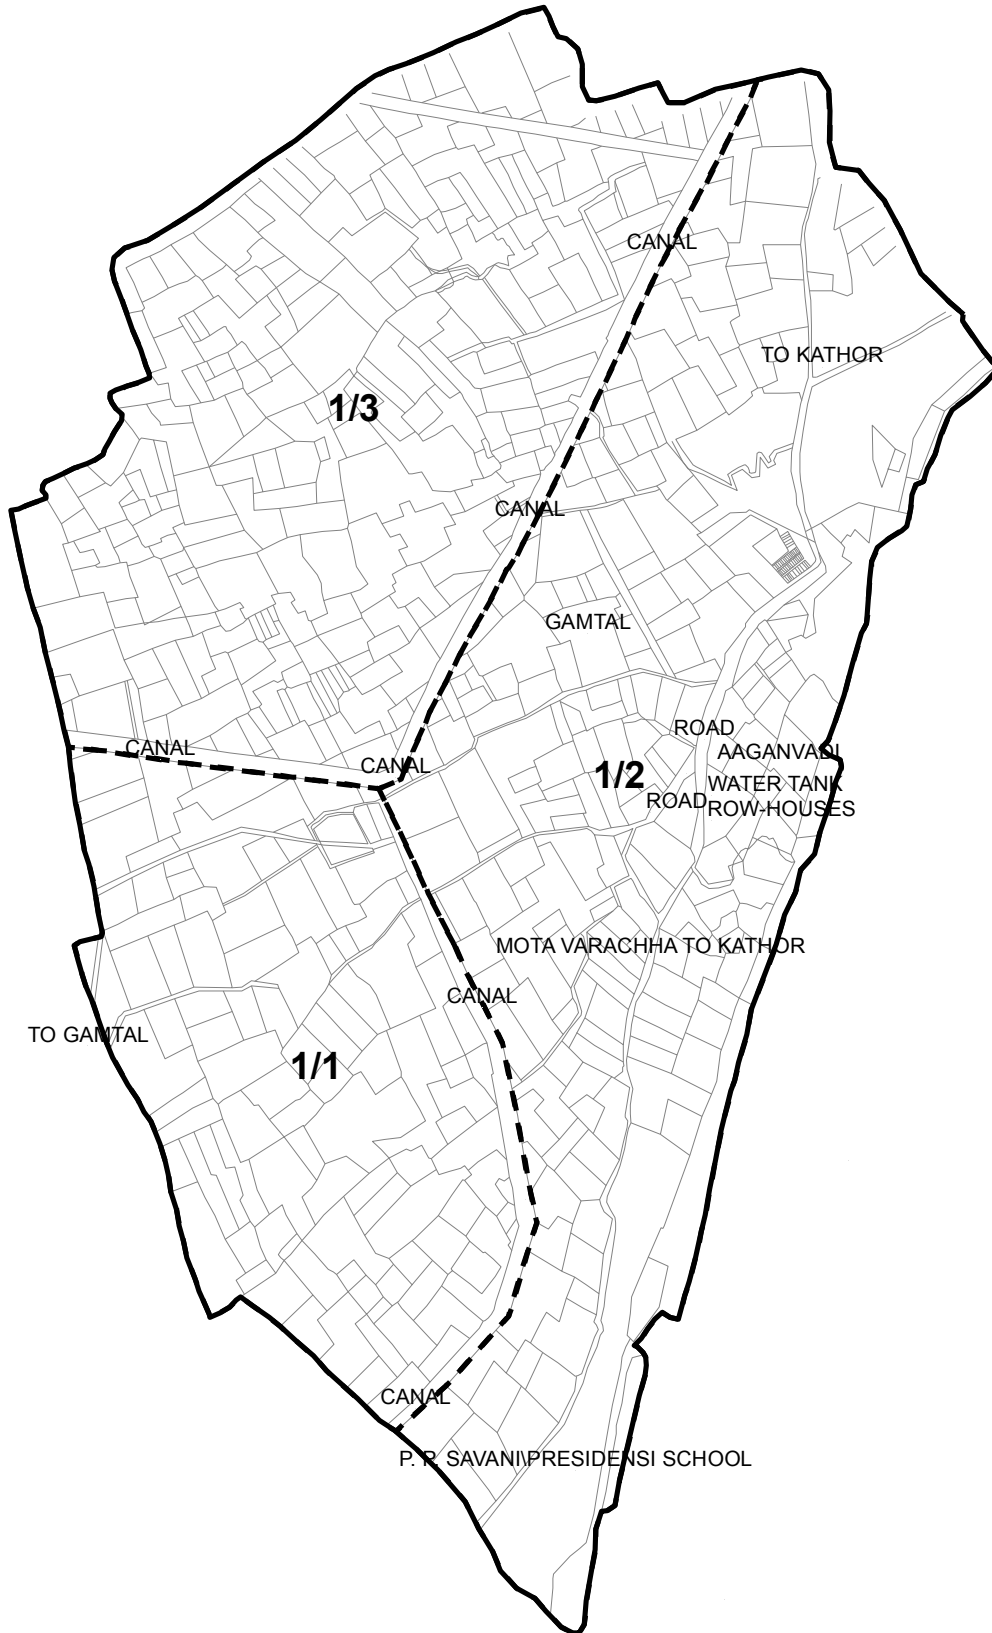 CANAL
TO KATHOR
1/3
CANAL
GAMTAL
ROAD
CANAL
AAGANVADI
CANAL
1/2
WATER TANK
ROAD
ROW-HOUSES
MOTA VARACHHA TO KATHOR
CANAL
TO GAMTAL
1/1
CANAL
P. P. SAVANI\PRESIDENSI SCHOOL